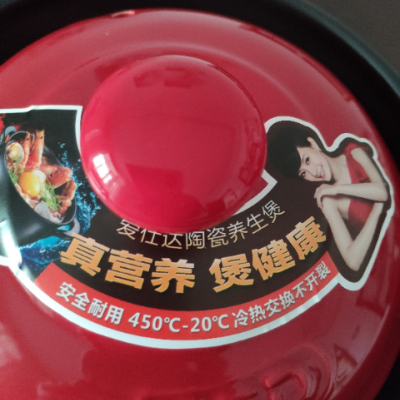 爱仕达陶瓷养生煲
真营养 煲健康
安全耐用 450℃-20℃ 冷热交换不开裂